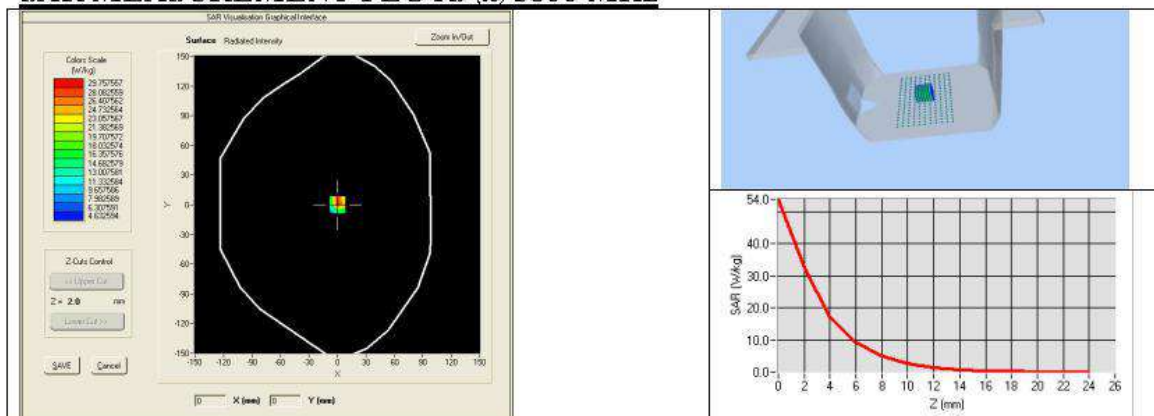 SAR Visualisation Graphical Interface
Surface Radiated Intensity
Zoom In/Out
Colors Scale
(W/kg)
29.757557
28.082559
26.407562
24.732564
23.057567
21.382569
19.707572
18.032574
16.357576
14.682579
13.007581
11.332584
9.657586
7.982589
6.307591
4.632594
Z-Cuts Control
<< Upper Cut
Z = 2.0 mm
Lower Cut >>
SAVE Cancel
150
120
90
60
30
0
-30
-60
-90
-120
-150
Y
-150 -120 -90 -60 -30 0 30 60 90 120 150
X
0 X (mm) 0 Y (mm)
54.0
40.0
30.0
20.0
10.0
0.0
SAR (W/kg)
0 2 4 6 8 10 12 14 16 18 20 22 24 26
Z (mm)